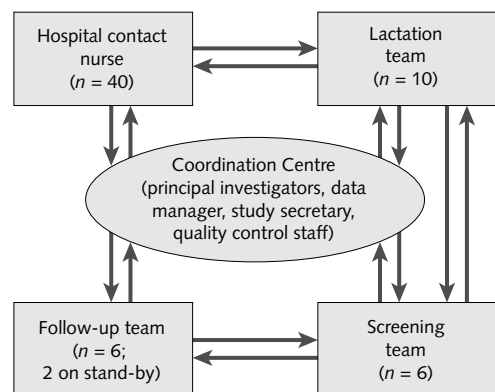 Hospital contact
nurse
(n = 40)
Lactation
team
(n = 10)
Coordination Centre
(principal investigators, data
manager, study secretary,
quality control staff)
Follow-up team
(n = 6;
2 on stand-by)
Screening
team
(n = 6)